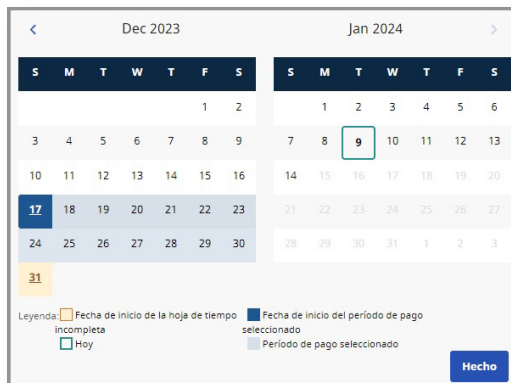 Dec 2023 Jan 2024
S M T W T F S S M T W T F S
1 2 1 2 3 4 5 6
3 4 5 6 7 8 9 7 8 9 10 11 12 13
10 11 12 13 14 15 16 14 15 16 17 18 19 20
17 18 19 20 21 22 23 21 22 23 24 25 26 27
24 25 26 27 28 29 30 28 29 30 31 1 2 3
31
Leyenda: Fecha de inicio de la hoja de tiempo incompleta
Fecha de inicio del período de pago seleccionado
Hoy
Período de pago seleccionado
Hecho